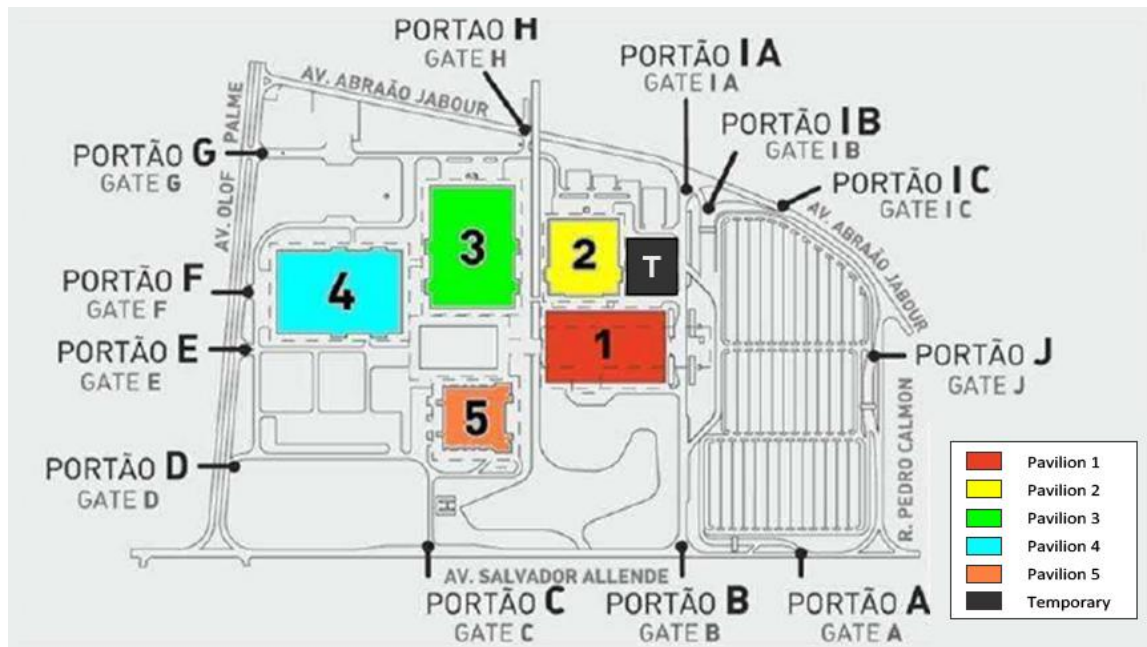 PORTAO H
GATE H
PORTÃO I A
GATE I A
AV. ABRAÃO JABOUR
PORTÃO I B
GATE I B
PORTÃO G
GATE G
AV. OLOF PALME
PORTÃO I C
GATE I C
AV. ABRAÃO JABOUR
3
2
T
4
PORTÃO F
GATE F
1
PORTÃO E
GATE E
PORTÃO J
GATE J
5
R. PEDRO CALMON
PORTÃO D
GATE D
H
Pavilion 1
Pavilion 2
Pavilion 3
Pavilion 4
Pavilion 5
Temporary
AV. SALVADOR ALLENDE
PORTÃO C
GATE C
PORTÃO B
GATE B
PORTÃO A
GATE A